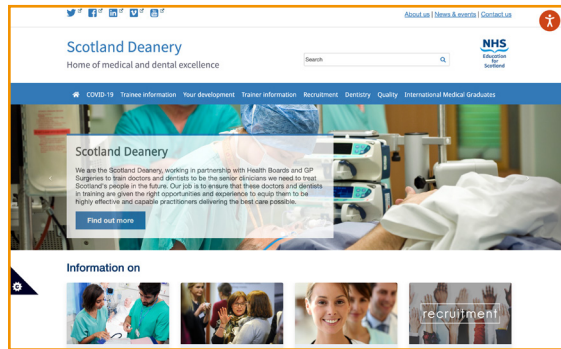 About us | News & events | Contact us
Scotland Deanery
Home of medical and dental excellence
Search
NHS
Education
for
Scotland
COVID-19 Trainee information Your development Trainer information Recruitment Dentistry Quality International Medical Graduates
Scotland Deanery
We are the Scotland Deanery, working in partnership with Health Boards and GP
Surgeries to train doctors and dentists to be the senior clinicians we need to treat
Scotland's people in the future. Our job is to ensure that these doctors and dentists
in training are given the right opportunities and experience to equip them to be
highly effective and capable practitioners delivering the best care possible.
Find out more
Information on
recruitment